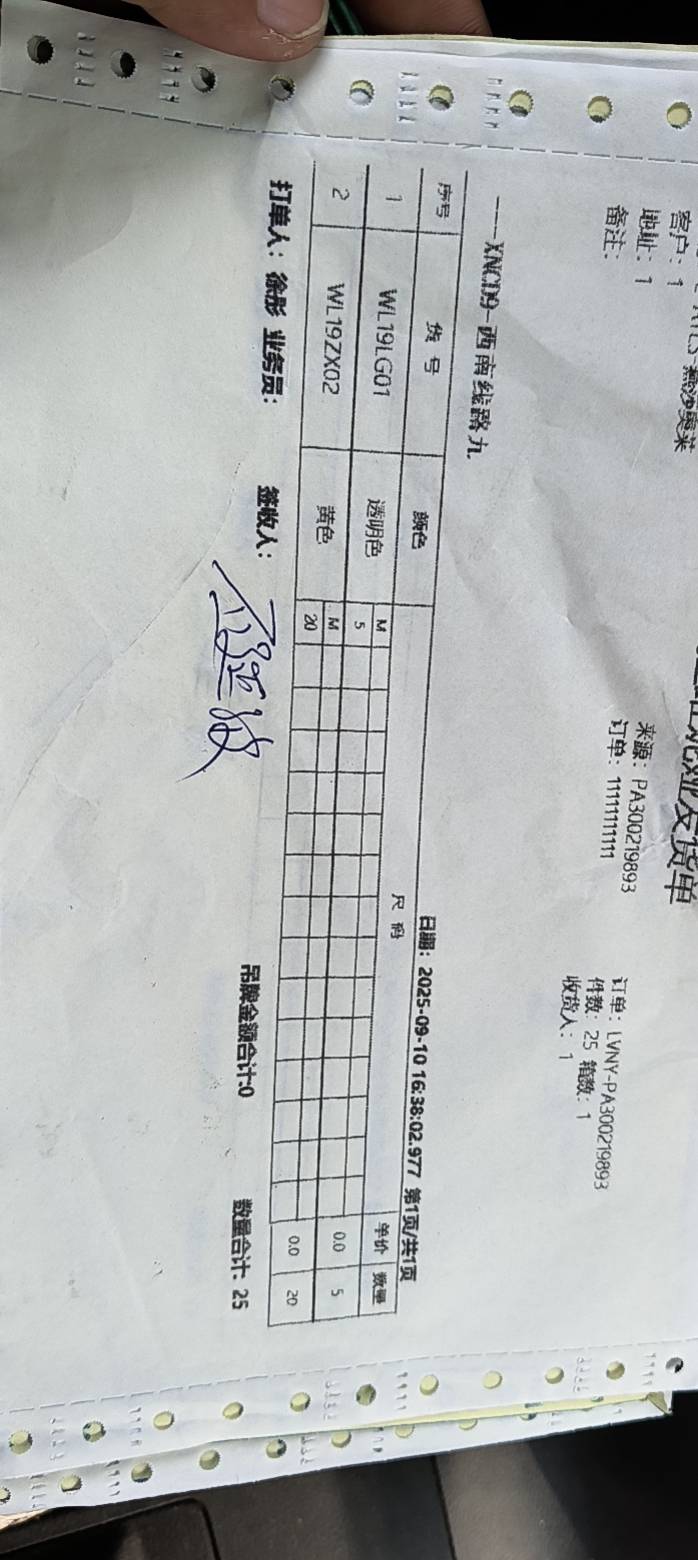 发货单
客户：1
地址：1
备注：
来源：PA300219893
订单：11111111111
订单：LVNY-PA300219893
件数：25 箱数：1
收货人：1
——XNCD9-西南线路九
日期：2025-09-10 16:38:02.977 第1页/共1页
序号 货号 颜色 尺码 单价 数量
1 WL19LG01 透明色 M 0.0 5
5
2 WL19ZX02 黄色 M 0.0 20
20
打单人：徐彤 业务员： 签收人： 吊牌金额合计:0 数量合计：25